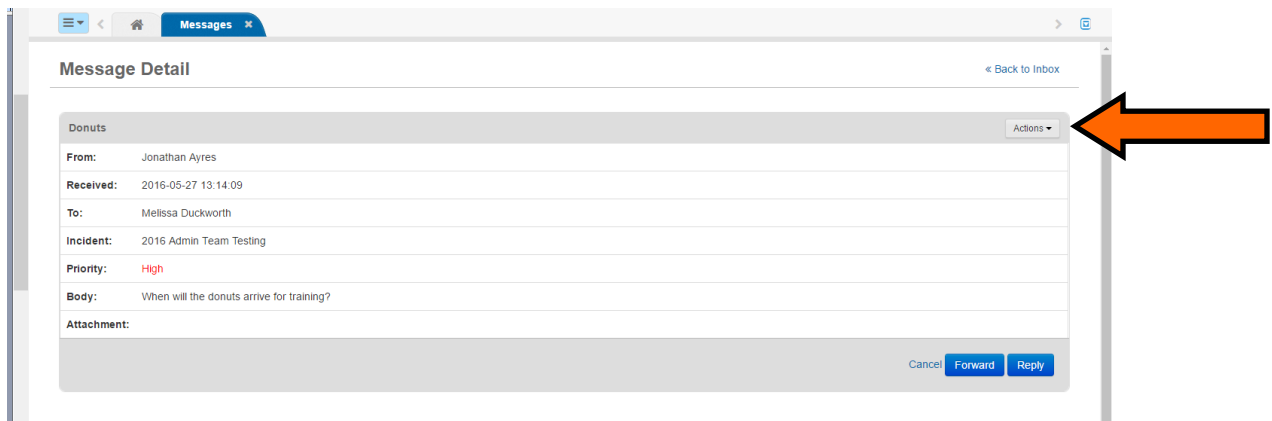 Messages ×
Message Detail
« Back to Inbox
Donuts
Actions
From: Jonathan Ayres
Received: 2016-05-27 13:14:09
To: Melissa Duckworth
Incident: 2016 Admin Team Testing
Priority: High
Body: When will the donuts arrive for training?
Attachment:
Cancel Forward Reply